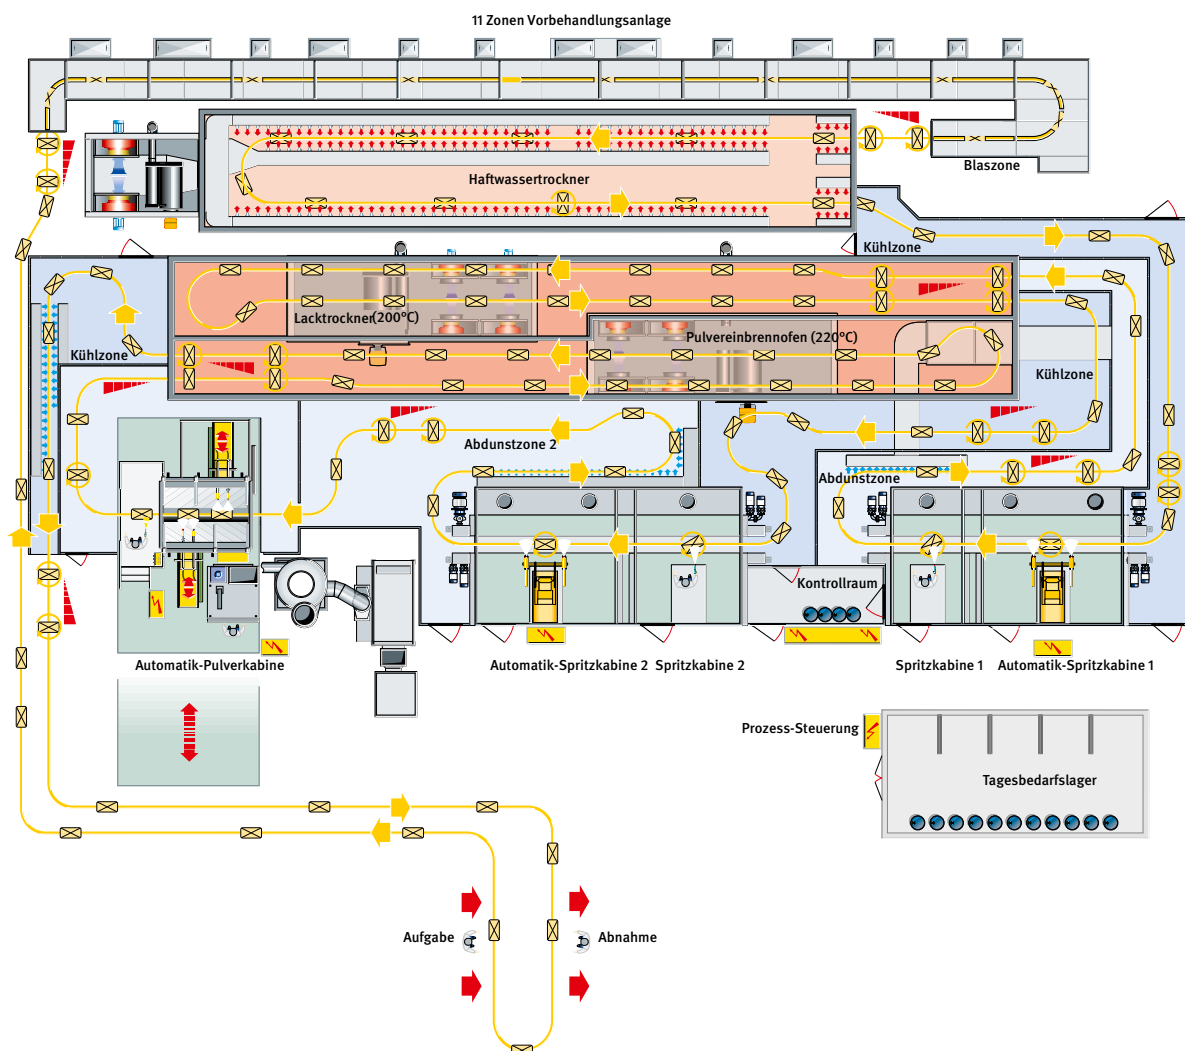 11 Zonen Vorbehandlungsanlage
Blaszone
Haftwassertrockner
Kühlzone
Lacktrockner(200°C)
Pulvereinbrennofen (220°C)
Kühlzone
Kühlzone
Abdunstzone 2
Abdunstzone
Kontrollraum
Automatik-Pulverkabine
Automatik-Spritzkabine 2
Spritzkabine 2
Spritzkabine 1
Automatik-Spritzkabine 1
Prozess-Steuerung
Tagesbedarfslager
Aufgabe
Abnahme